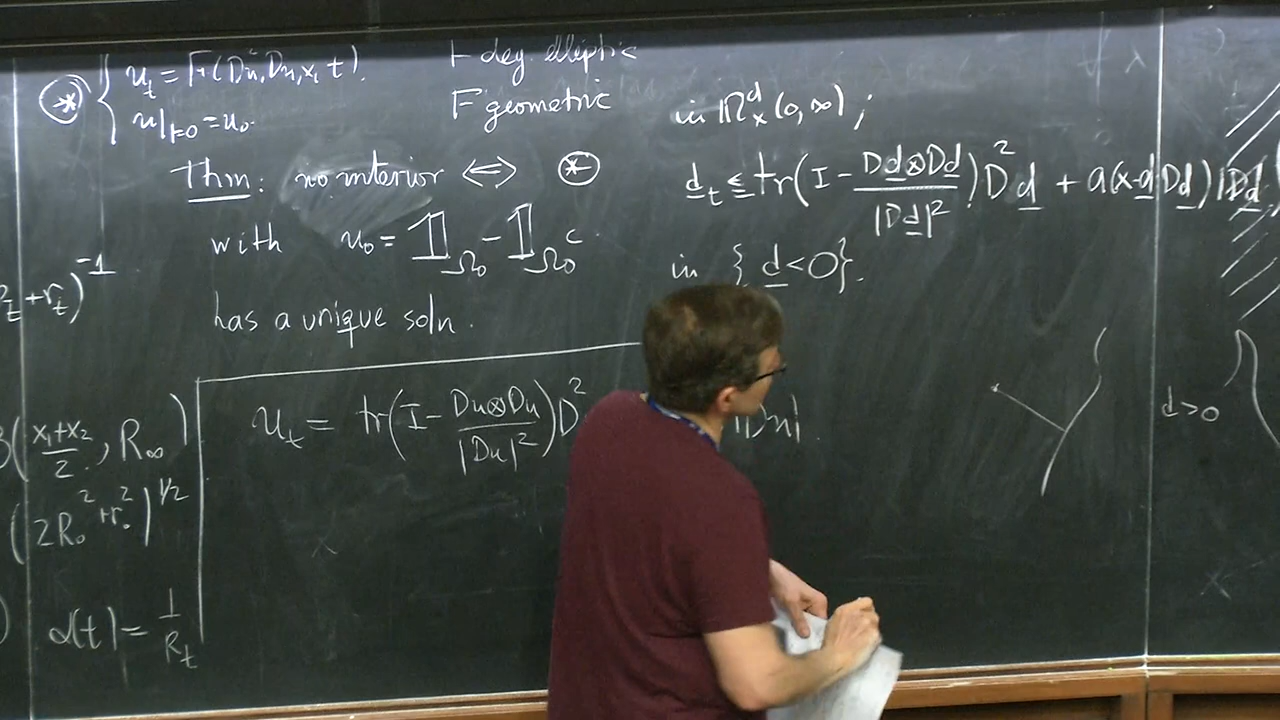 ⊛ { u_t = F(D²u, Du, x, t).
u|_{t=0} = u_0.
F deg. elliptic
F geometric
Thm: no interior ⟺ ⊛
with u_0 = 𝟙_{Ω_0} - 𝟙_{Ω_0^c}
has a unique soln.
in ℝ^d × (0,∞);
d_t ≤ tr(I - Dd⊗Dd/|Dd|²)D²d + a(x-d Dd)|Dd|
in {d<0}.
u_t = tr(I - Du⊗Du/|Du|²)D²
|Du|.
_t + r_t)^{-1}
(x_1+x_2/2, R_∞)
(2R_0² + r_0²)^{1/2}
α(t) = 1/R_t
d>0